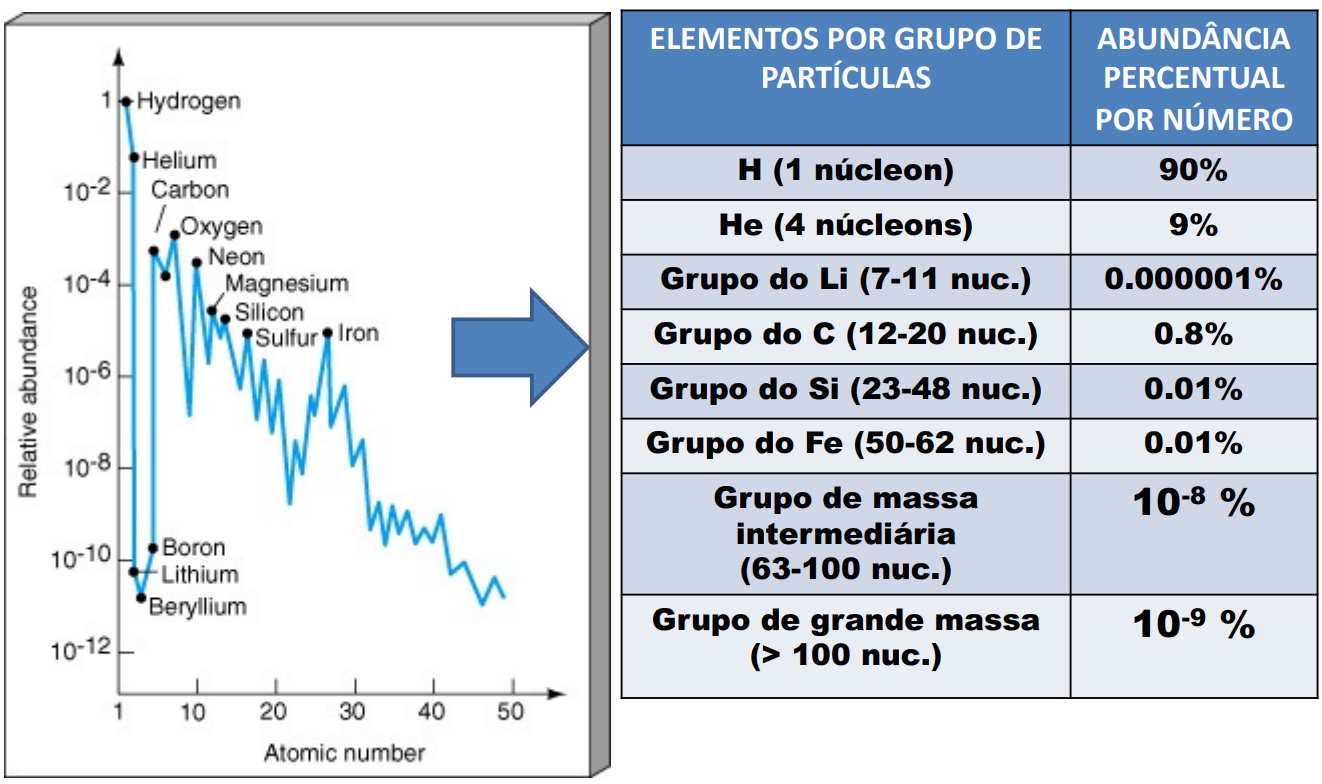 1
Hydrogen
Helium
10⁻²
Carbon
Oxygen
Neon
10⁻⁴
Magnesium
Silicon
Sulfur
Iron
10⁻⁶
10⁻⁸
10⁻¹⁰
Boron
Lithium
Beryllium
10⁻¹²
Relative abundance
1 10 20 30 40 50
Atomic number
ELEMENTOS POR GRUPO DE
PARTÍCULAS
ABUNDÂNCIA
PERCENTUAL
POR NÚMERO
H (1 núcleon)
90%
He (4 núcleons)
9%
Grupo do Li (7-11 nuc.)
0.000001%
Grupo do C (12-20 nuc.)
0.8%
Grupo do Si (23-48 nuc.)
0.01%
Grupo do Fe (50-62 nuc.)
0.01%
Grupo de massa
intermediária
(63-100 nuc.)
10⁻⁸ %
Grupo de grande massa
(> 100 nuc.)
10⁻⁹ %